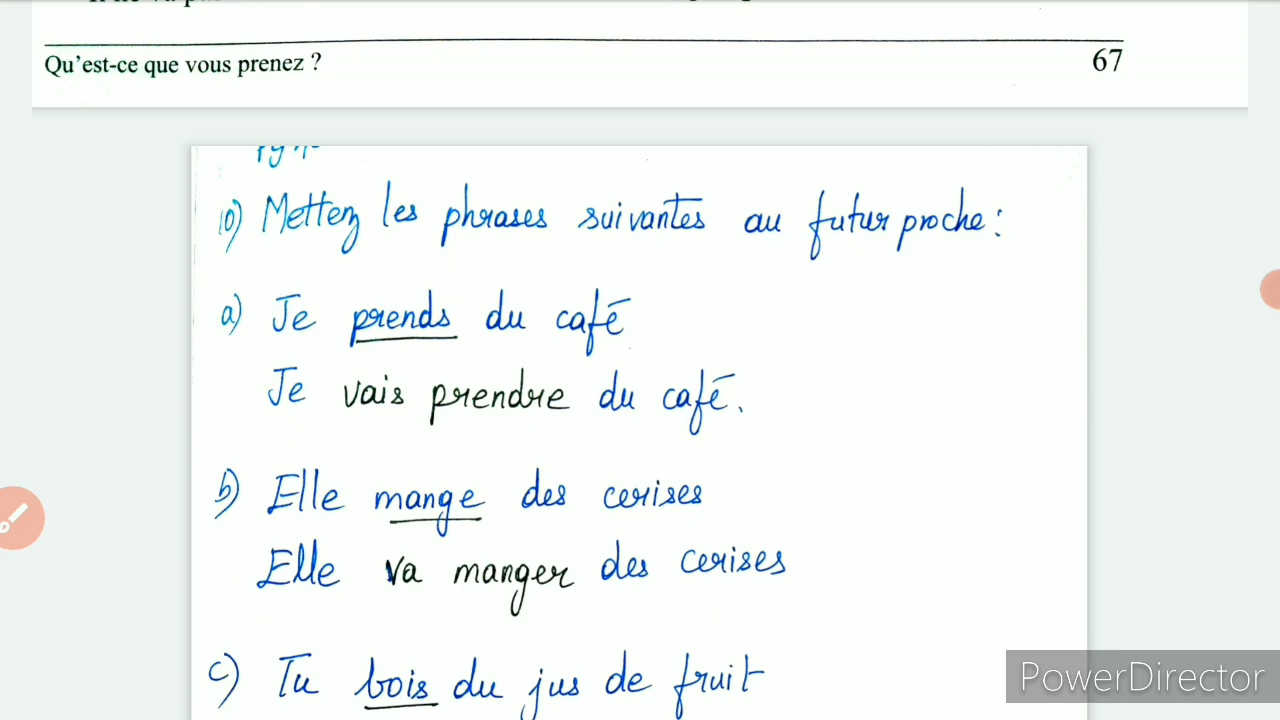 Qu'est-ce que vous prenez ?
67
10) Mettez les phrases suivantes au futur proche:
a) Je prends du café
Je vais prendre du café.
b) Elle mange des cerises
Elle va manger des cerises
c) Tu bois du jus de fruit
PowerDirector